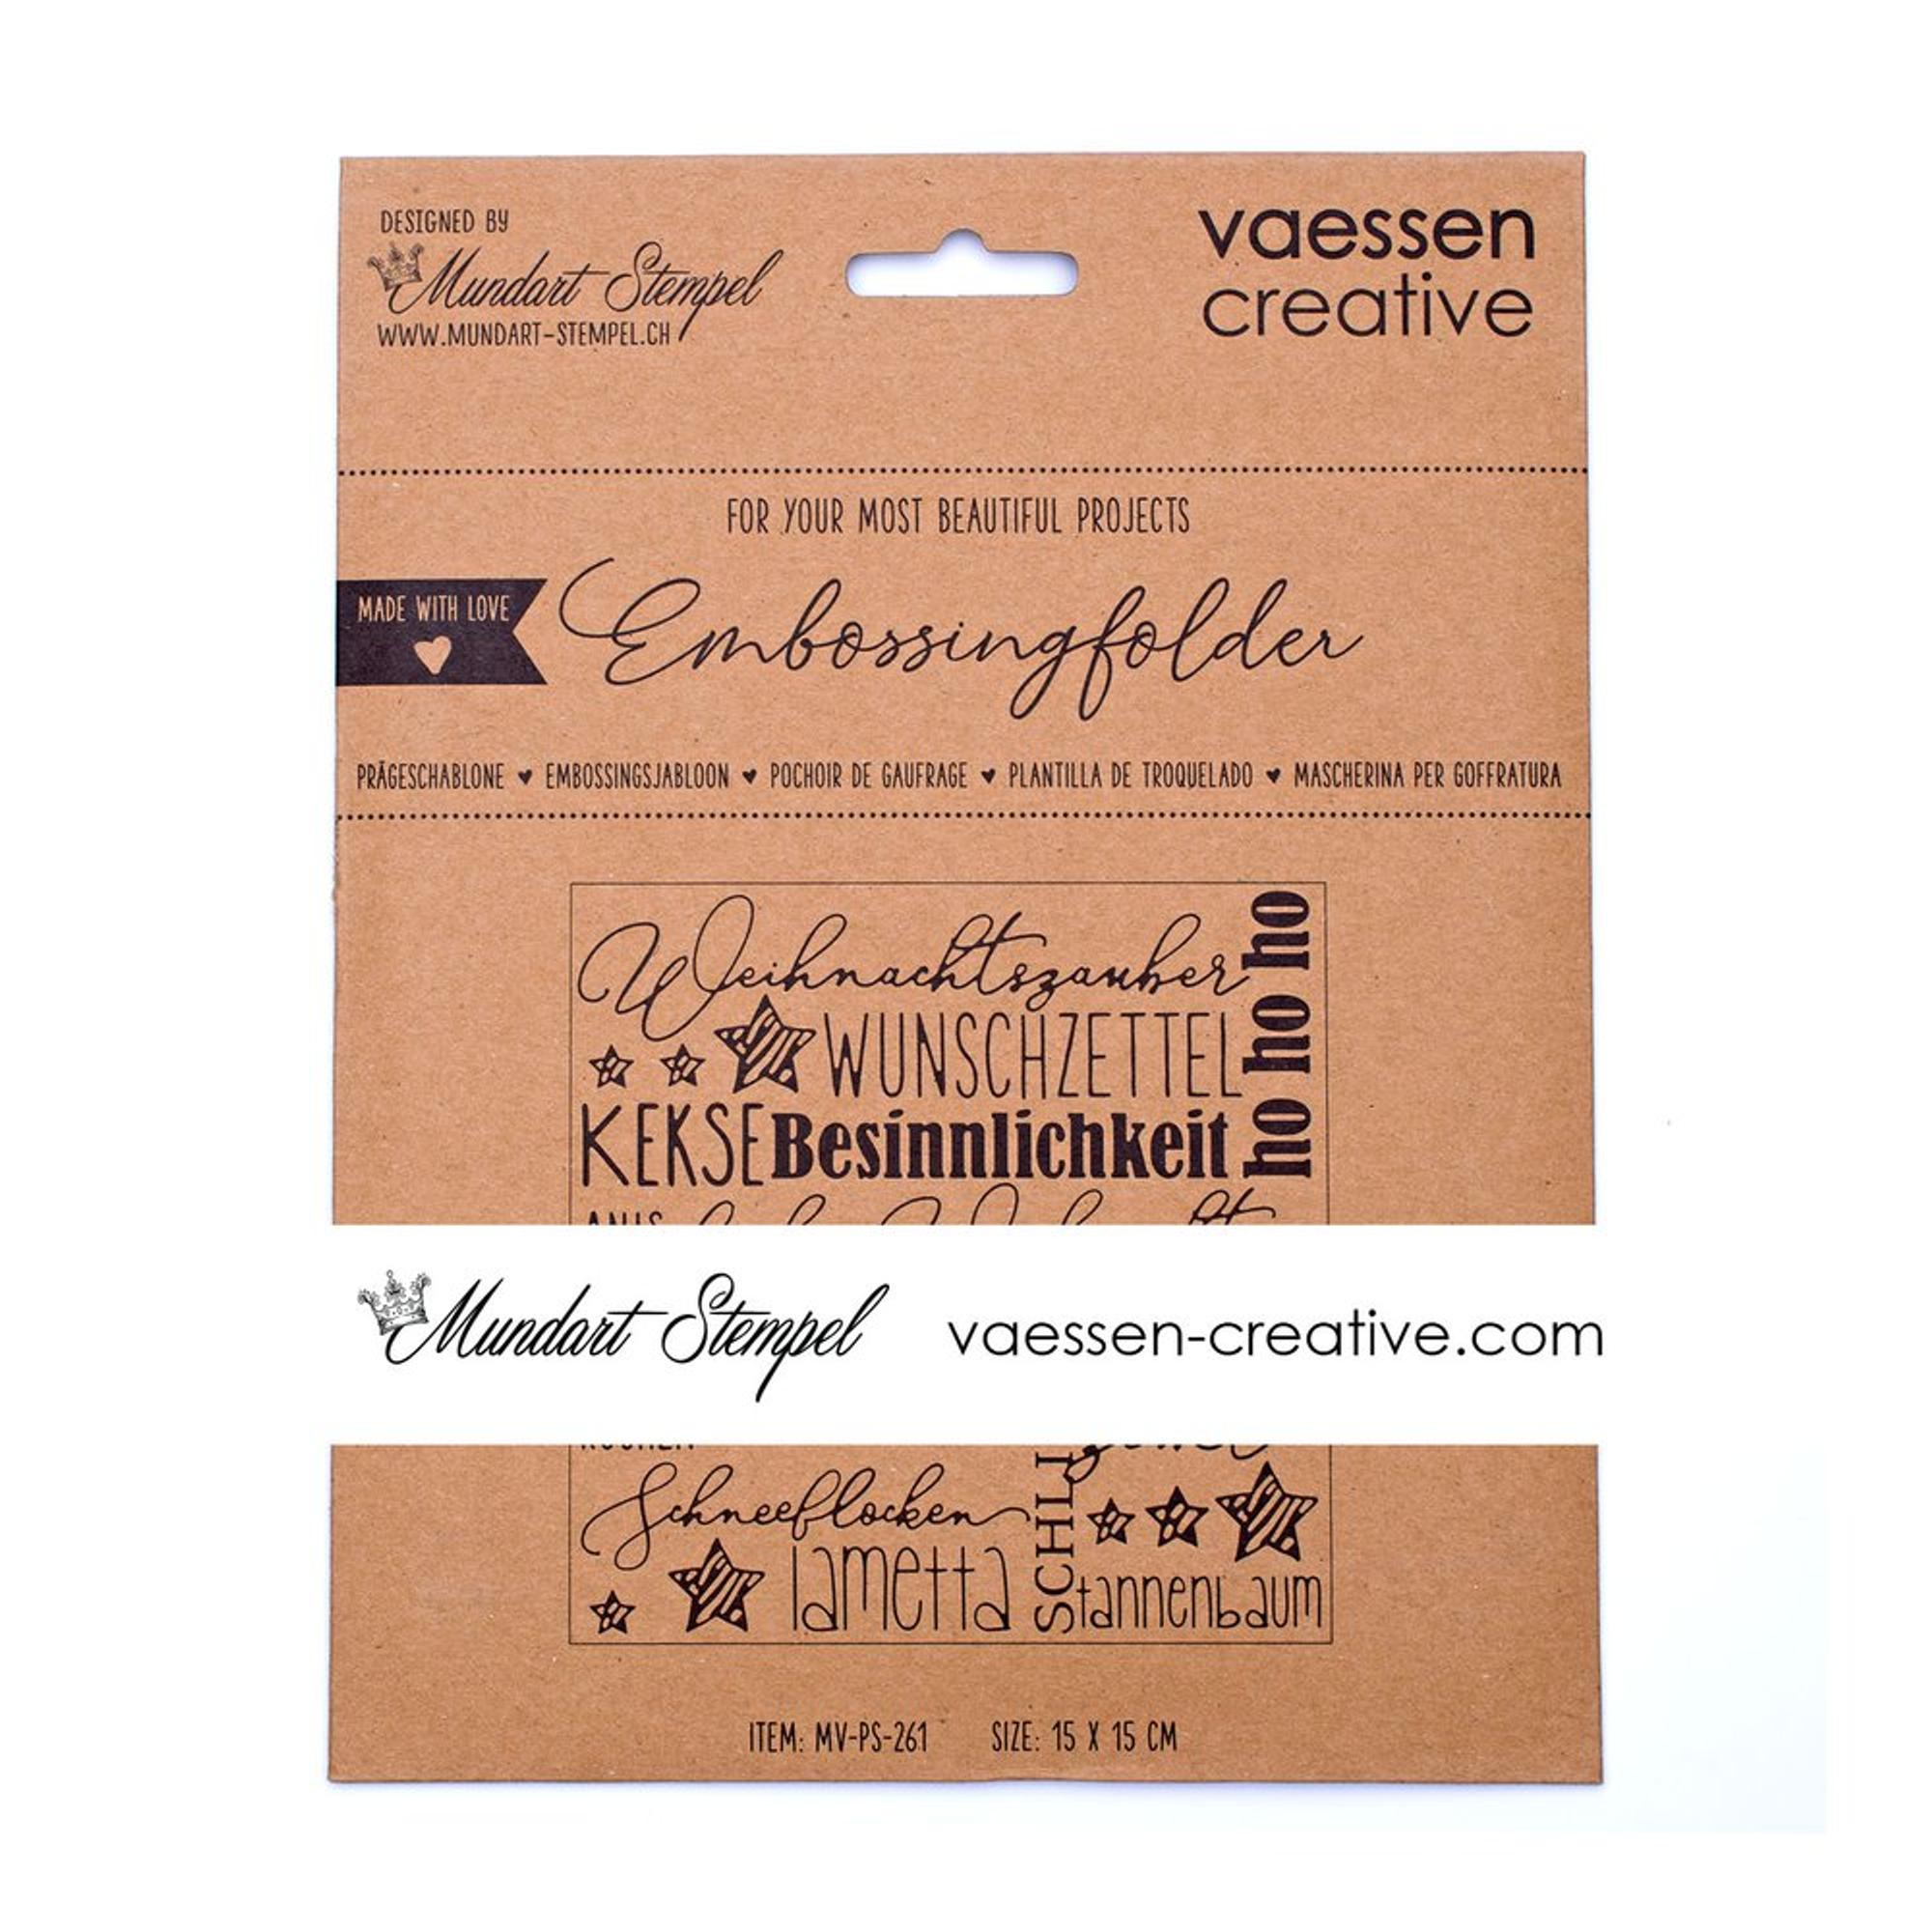 DESIGNED BY
Mundart Stempel
WWW.MUNDART-STEMPEL.CH
vaessen
creative
FOR YOUR MOST BEAUTIFUL PROJECTS
MADE WITH LOVE
Embossingfolder
PRÄGESCHABLONE ♥ EMBOSSINGSJABLOON ♥ POCHOIR DE GAUFRAGE ♥ PLANTILLA DE TROQUELADO ♥ MASCHERINA PER GOFFRATURA
Weihnachtszauber
ho ho ho
WUNSCHZETTEL
KEKSE Besinnlichkeit
Mundart Stempel
vaessen-creative.com
Schneeflocken
lametta
tannenbaum
ITEM: MV-PS-261 SIZE: 15 X 15 CM